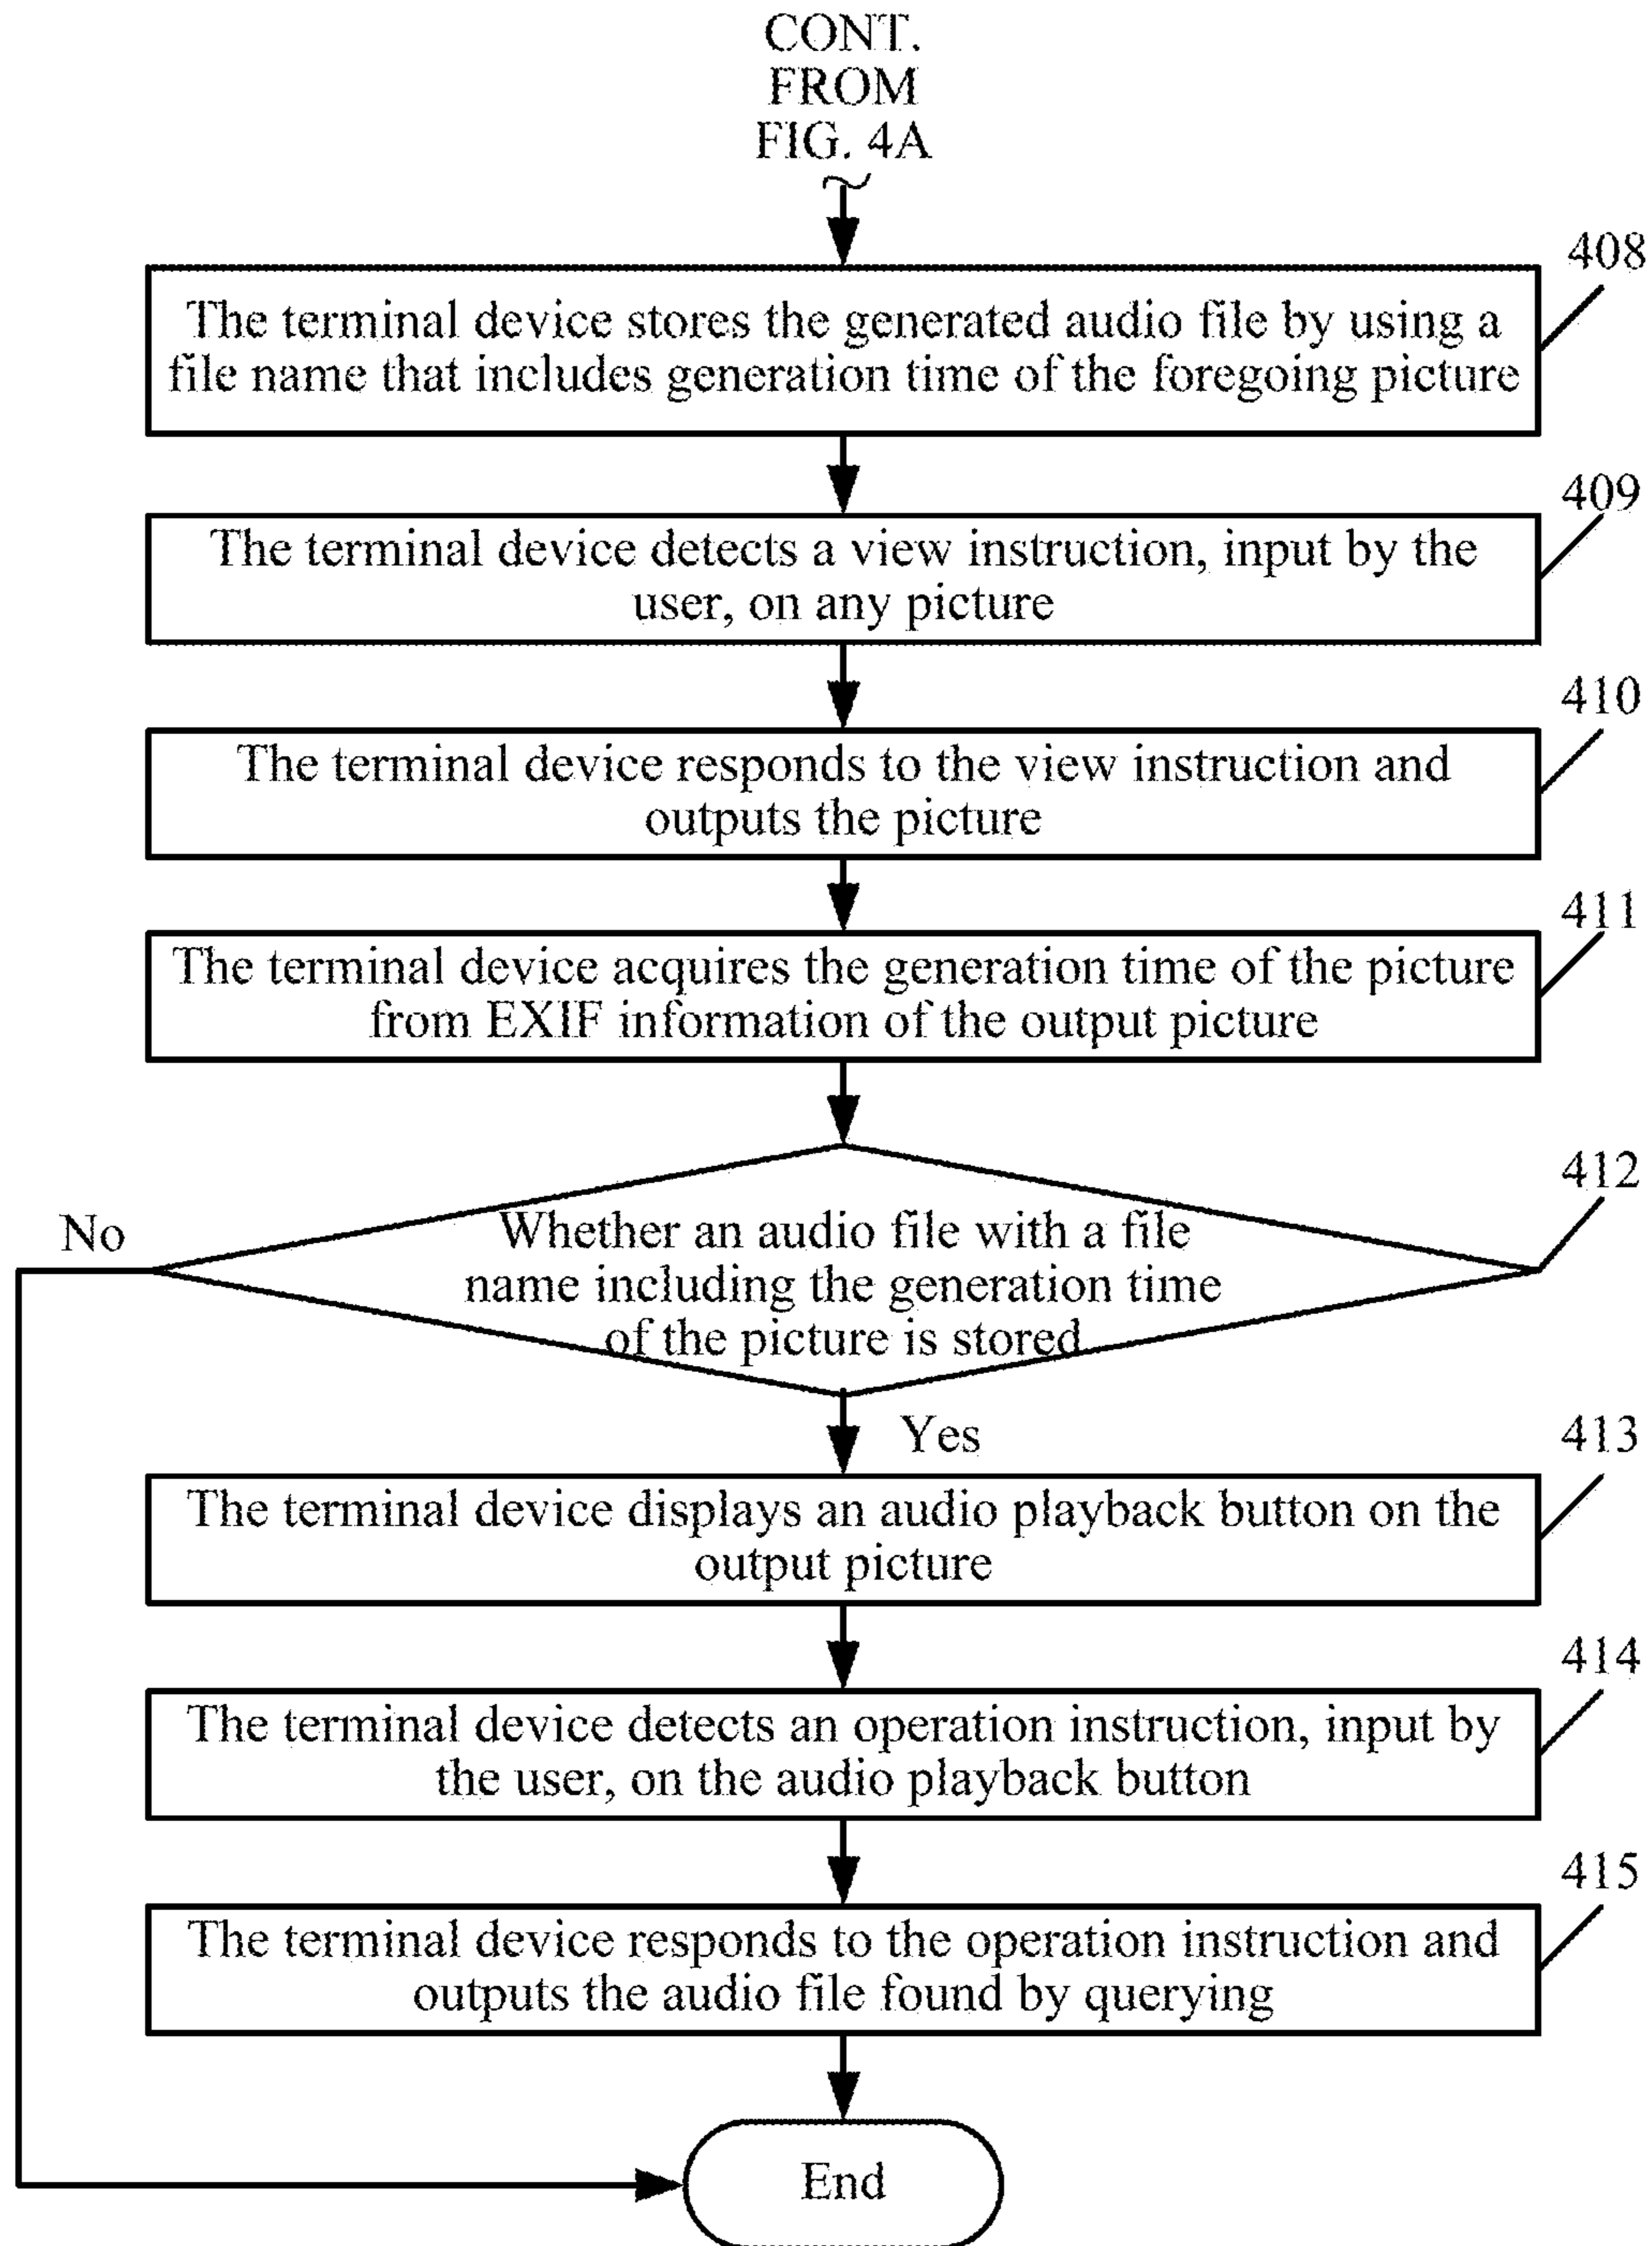 CONT.
FROM
FIG. 4A
408
The terminal device stores the generated audio file by using a
file name that includes generation time of the foregoing picture
409
The terminal device detects a view instruction, input by the
user, on any picture
410
The terminal device responds to the view instruction and
outputs the picture
411
The terminal device acquires the generation time of the picture
from EXIF information of the output picture
412
No
Whether an audio file with a file
name including the generation time
of the picture is stored
Yes
413
The terminal device displays an audio playback button on the
output picture
414
The terminal device detects an operation instruction, input by
the user, on the audio playback button
415
The terminal device responds to the operation instruction and
outputs the audio file found by querying
End